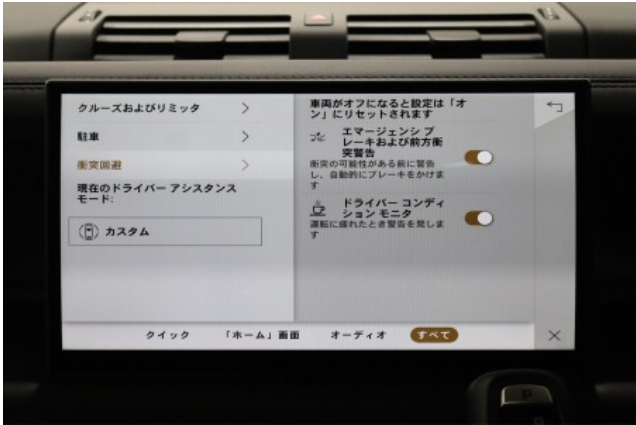 クルーズおよびリミッタ
駐車
衝突回避
現在のドライバー アシスタンス
モード:
カスタム
車両がオフになると設定は「オ
ン」にリセットされます
エマージェンシ ブ
レーキおよび前方衝
突警告
衝突の可能性がある前に警告
し、自動的にブレーキをかけま
す
ドライバー コンディ
ション モニタ
運転に疲れたとき警告を発しま
す
クイック 「ホーム」画面 オーディオ すべて
P